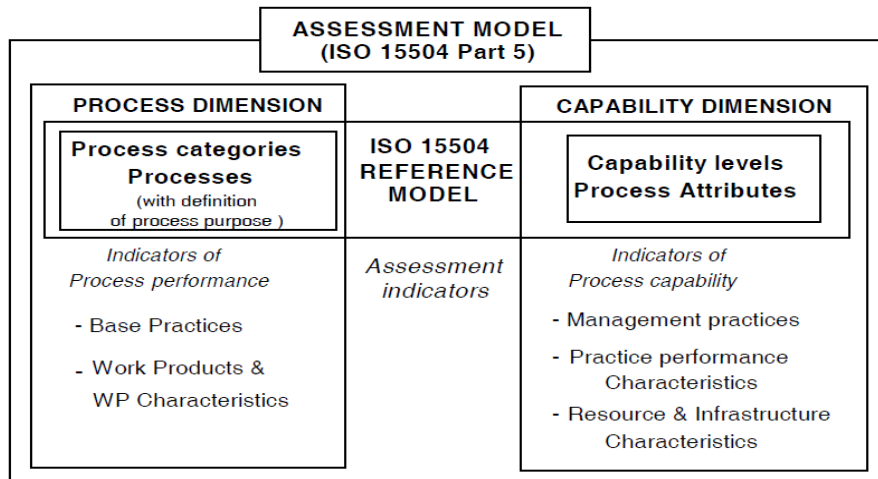 ASSESSMENT MODEL
(ISO 15504 Part 5)
PROCESS DIMENSION
Process categories
Processes
(with definition
of process purpose )
Indicators of
Process performance
- Base Practices
- Work Products &
WP Characteristics
ISO 15504
REFERENCE
MODEL
Assessment
indicators
CAPABILITY DIMENSION
Capability levels
Process Attributes
Indicators of
Process capability
- Management practices
- Practice performance
Characteristics
- Resource & Infrastructure
Characteristics